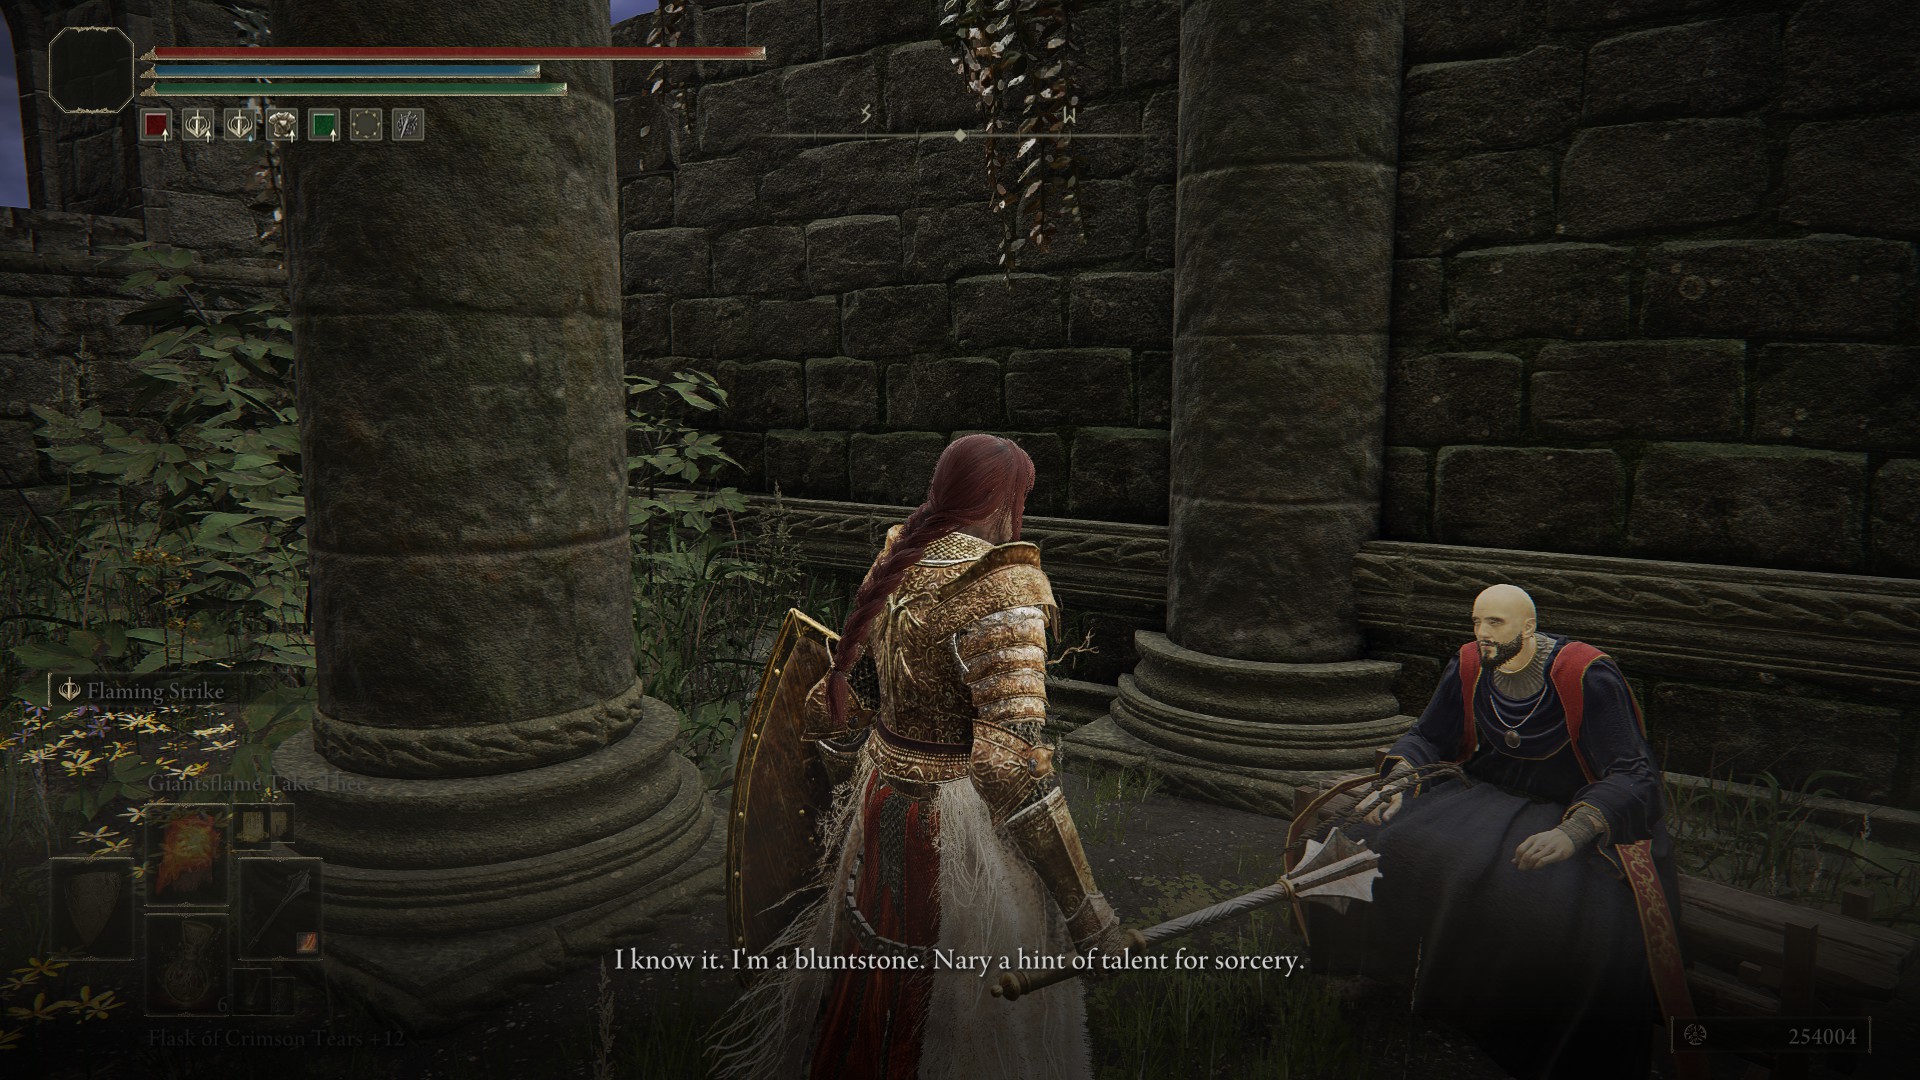 S W
Flaming Strike
Giantsflame Take Thee
6
Flask of Crimson Tears +12
I know it. I'm a bluntstone. Nary a hint of talent for sorcery.
254004